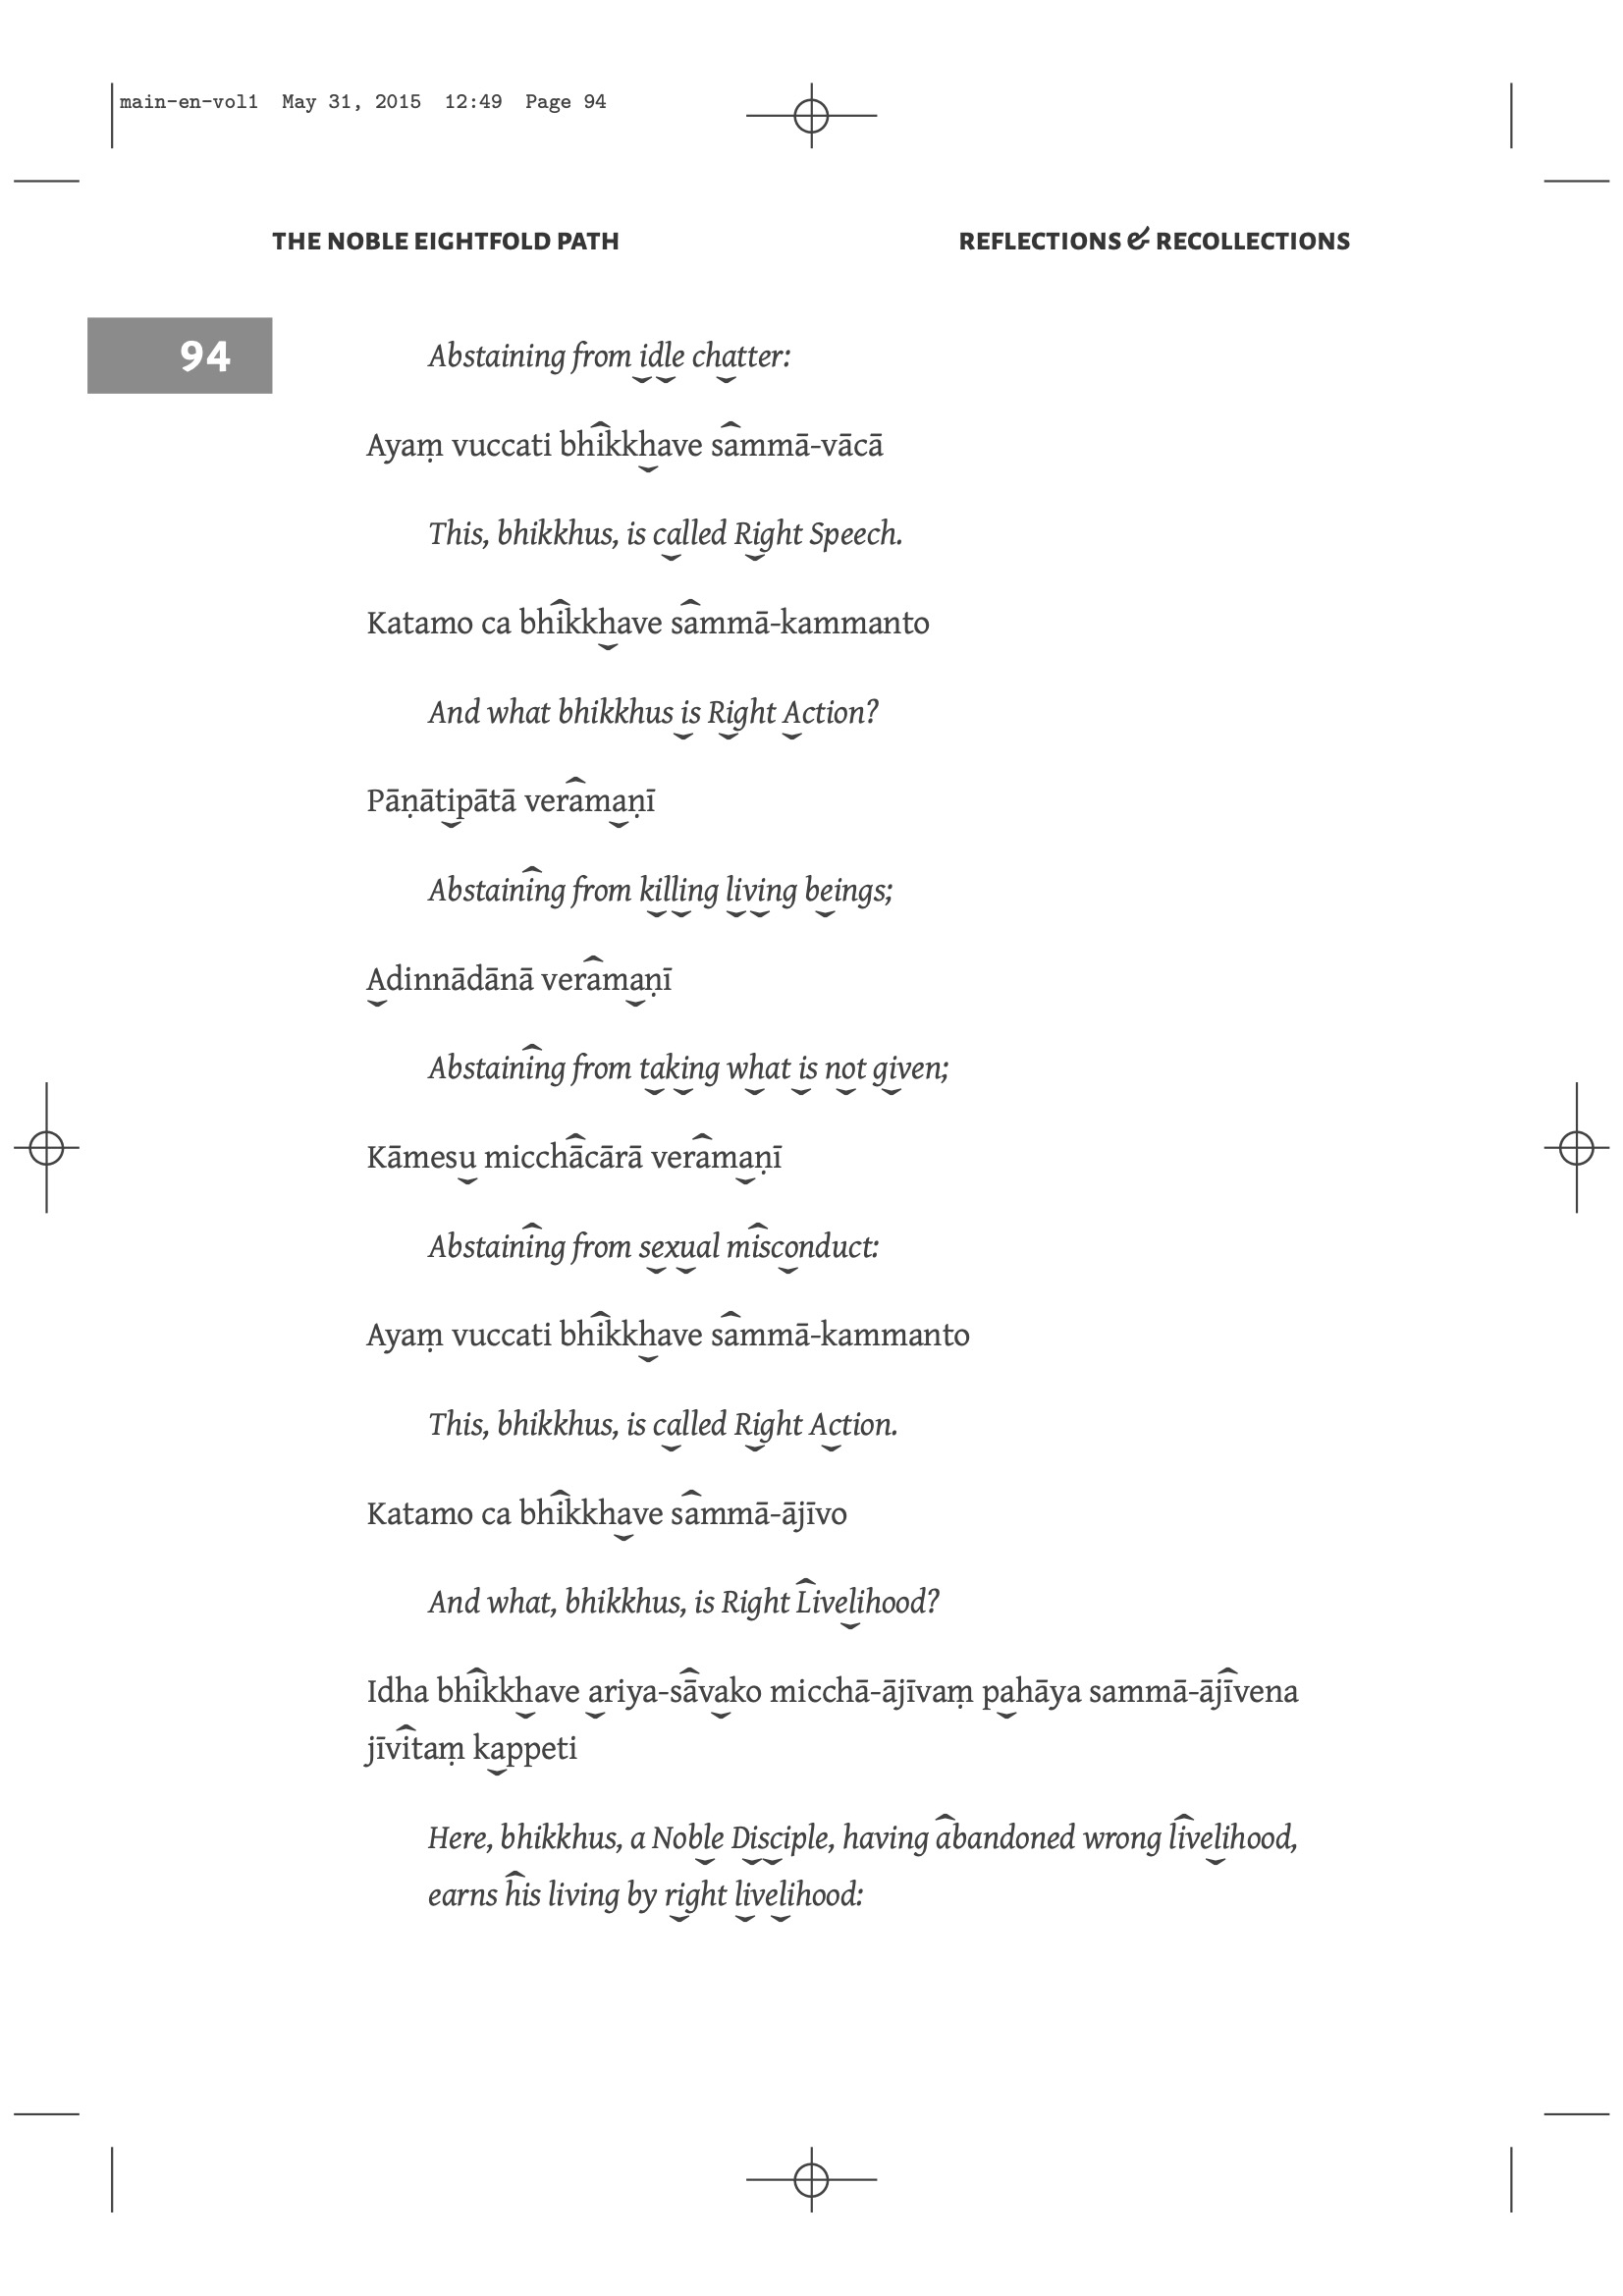 main-en-vol1 May 31, 2015 12:49 Page 94
THE NOBLE EIGHTFOLD PATH REFLECTIONS & RECOLLECTIONS
94
Abstaining from idle chatter:
Ayaṃ vuccati bhikkhave sammā-vācā
This, bhikkhus, is called Right Speech.
Katamo ca bhikkhave sammā-kammanto
And what bhikkhus is Right Action?
Pāṇātipātā veramaṇī
Abstaining from killing living beings;
Adinnādānā veramaṇī
Abstaining from taking what is not given;
Kāmesu micchācārā veramaṇī
Abstaining from sexual misconduct:
Ayaṃ vuccati bhikkhave sammā-kammanto
This, bhikkhus, is called Right Action.
Katamo ca bhikkhave sammā-ājīvo
And what, bhikkhus, is Right Livelihood?
Idha bhikkhave ariya-sāvako micchā-ājīvaṃ pahāya sammā-ājīvena
jīvitaṃ kappeti
Here, bhikkhus, a Noble Disciple, having abandoned wrong livelihood,
earns his living by right livelihood: